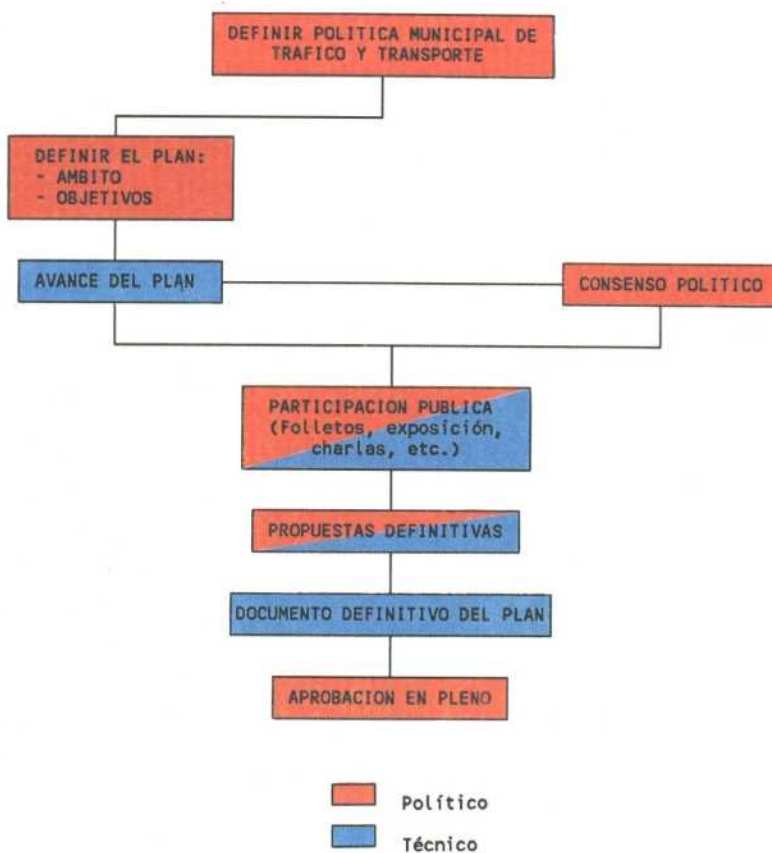 DEFINIR POLITICA MUNICIPAL DE
TRAFICO Y TRANSPORTE
DEFINIR EL PLAN:
- AMBITO
- OBJETIVOS
AVANCE DEL PLAN
CONSENSO POLITICO
PARTICIPACION PUBLICA
(Folletos, exposición,
charlas, etc.)
PROPUESTAS DEFINITIVAS
DOCUMENTO DEFINITIVO DEL PLAN
APROBACION EN PLENO
Político
Técnico